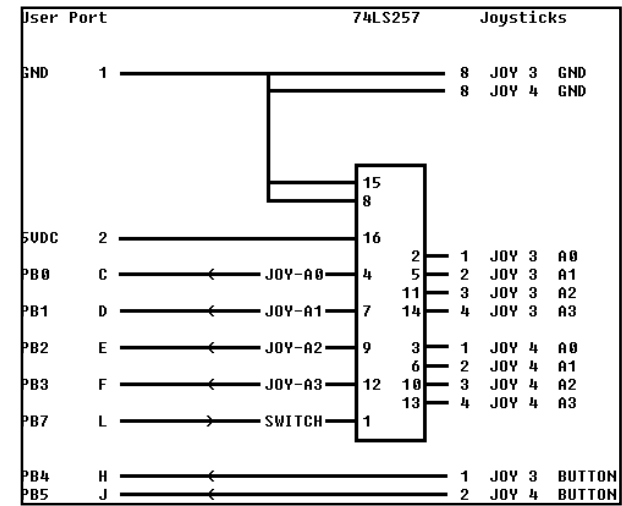 User Port 74LS257 Joysticks
GND 1 8 JOY 3 GND
8 JOY 4 GND
15
8
5VDC 2 16
2 1 JOY 3 A0
PB0 C JOY-A0 4 5 2 JOY 3 A1
11 3 JOY 3 A2
PB1 D JOY-A1 7 14 4 JOY 3 A3
PB2 E JOY-A2 9 3 1 JOY 4 A0
6 2 JOY 4 A1
PB3 F JOY-A3 12 10 3 JOY 4 A2
13 4 JOY 4 A3
PB7 L SWITCH 1
PB4 H 1 JOY 3 BUTTON
PB5 J 2 JOY 4 BUTTON